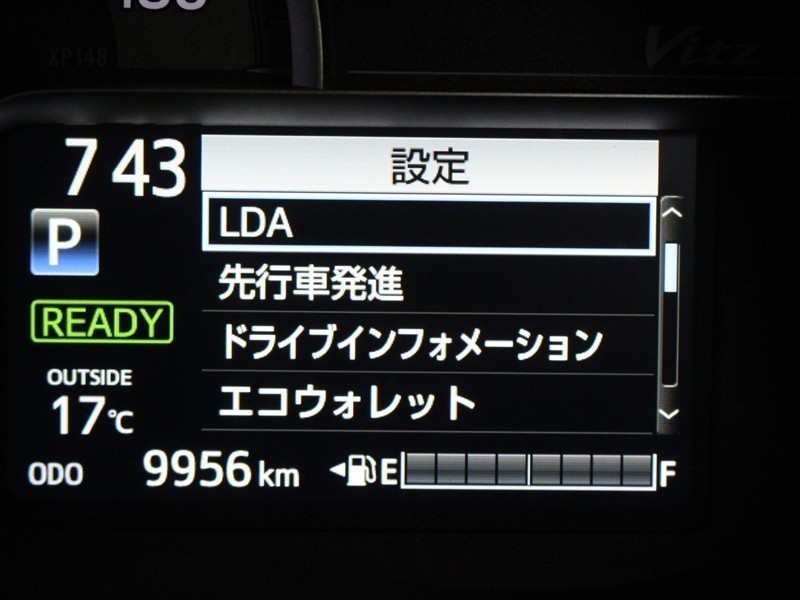 XP148
Vitz
7 43
設定
P
LDA
先行車発進
READY
ドライブインフォメーション
OUTSIDE
17℃
エコウォレット
ODO 9956 km E F